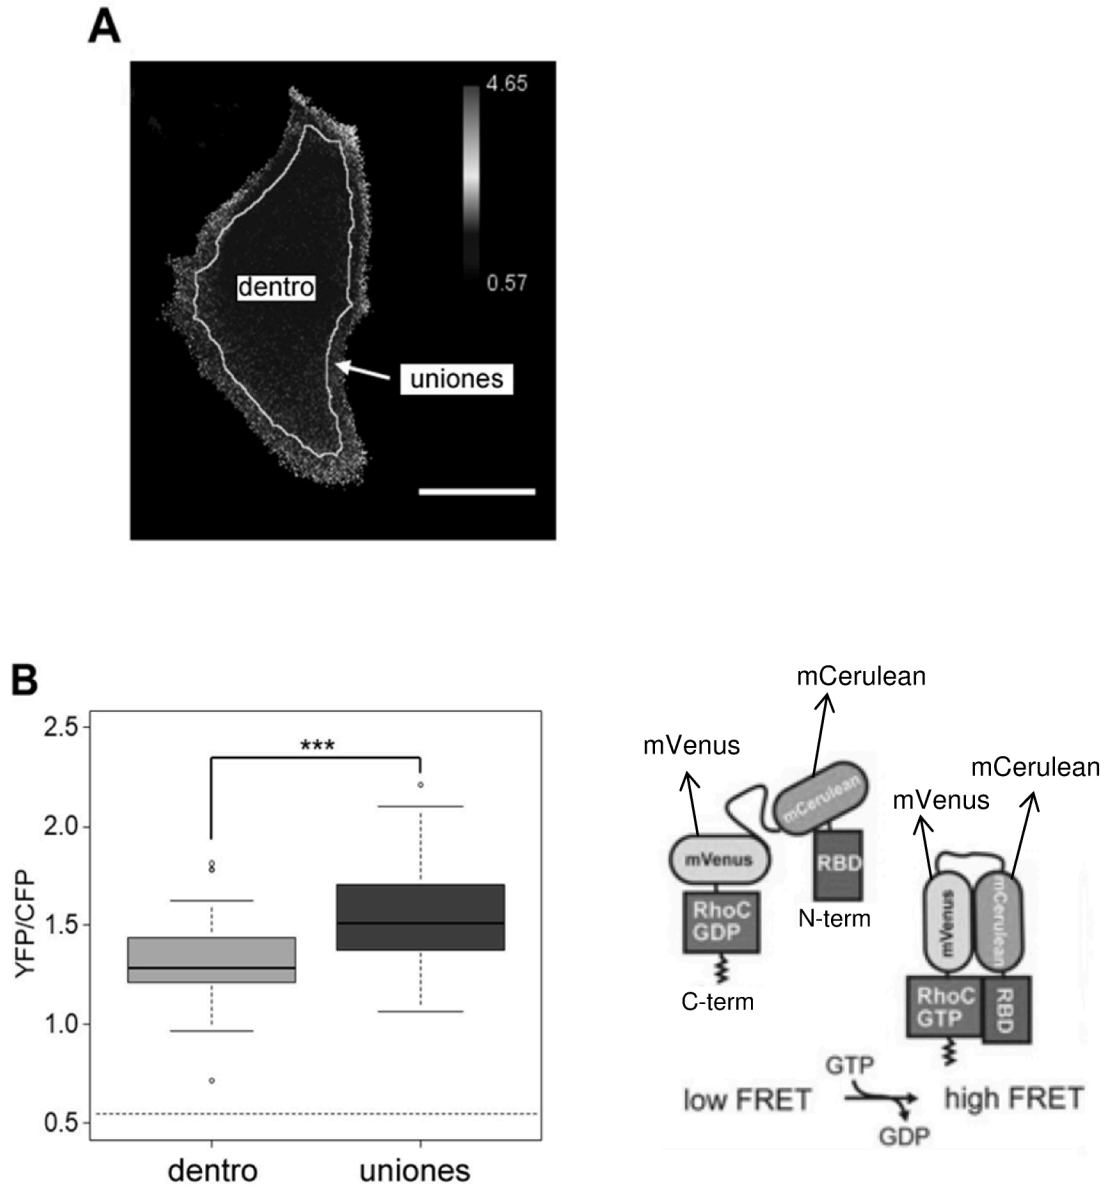 A
4.65
0.57
dentro
uniones
B
2.5
2.0
1.5
1.0
0.5
YFP/CFP
***
dentro
uniones
mCerulean
mVenus
mCerulean
mVenus
mCerulean
mVenus
RBD
RhoC
GDP
N-term
C-term
mVenus
mCerulean
RhoC
GTP
RBD
GTP
low FRET
high FRET
GDP